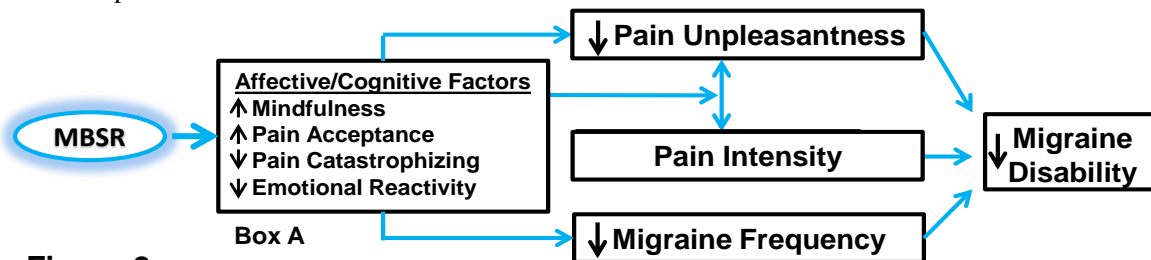 MBSR
Affective/Cognitive Factors
↑ Mindfulness
↑ Pain Acceptance
↓ Pain Catastrophizing
↓ Emotional Reactivity
Box A
↓ Pain Unpleasantness
Pain Intensity
↓ Migraine Frequency
↓ Migraine
Disability